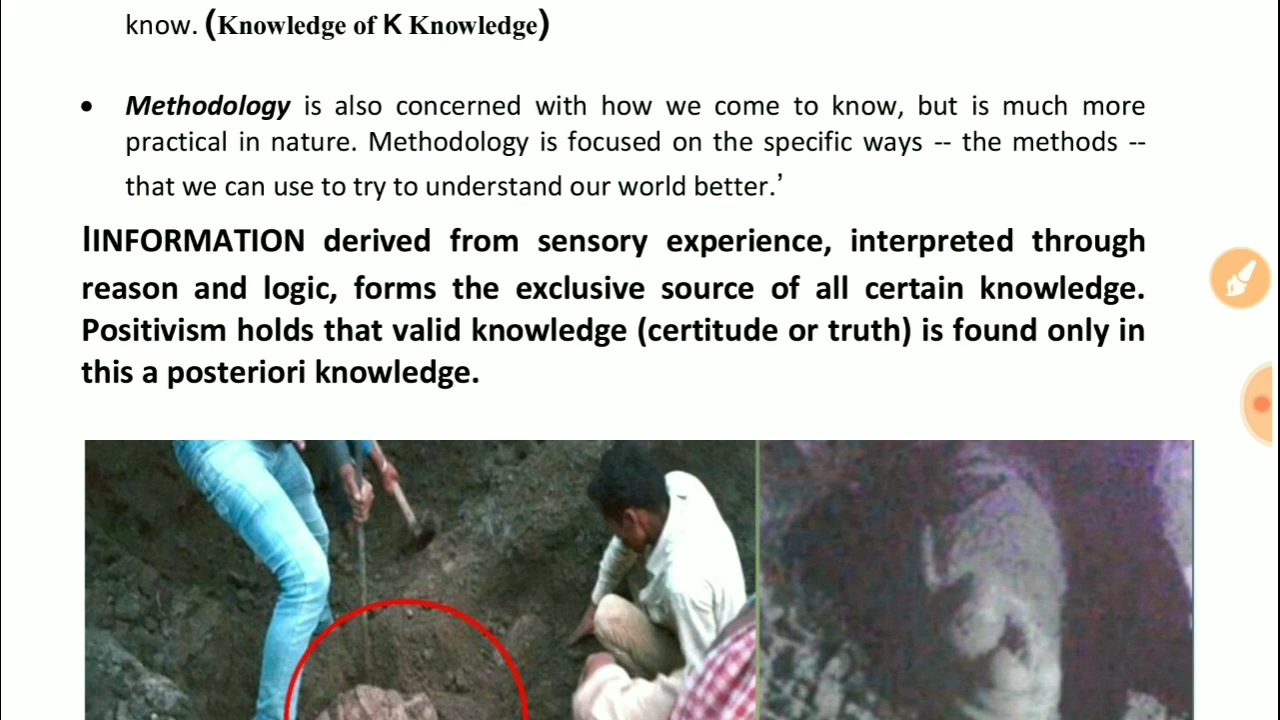 know. (Knowledge of K Knowledge)
• Methodology is also concerned with how we come to know, but is much more
practical in nature. Methodology is focused on the specific ways -- the methods --
that we can use to try to understand our world better.’
IINFORMATION derived from sensory experience, interpreted through
reason and logic, forms the exclusive source of all certain knowledge.
Positivism holds that valid knowledge (certitude or truth) is found only in
this a posteriori knowledge.